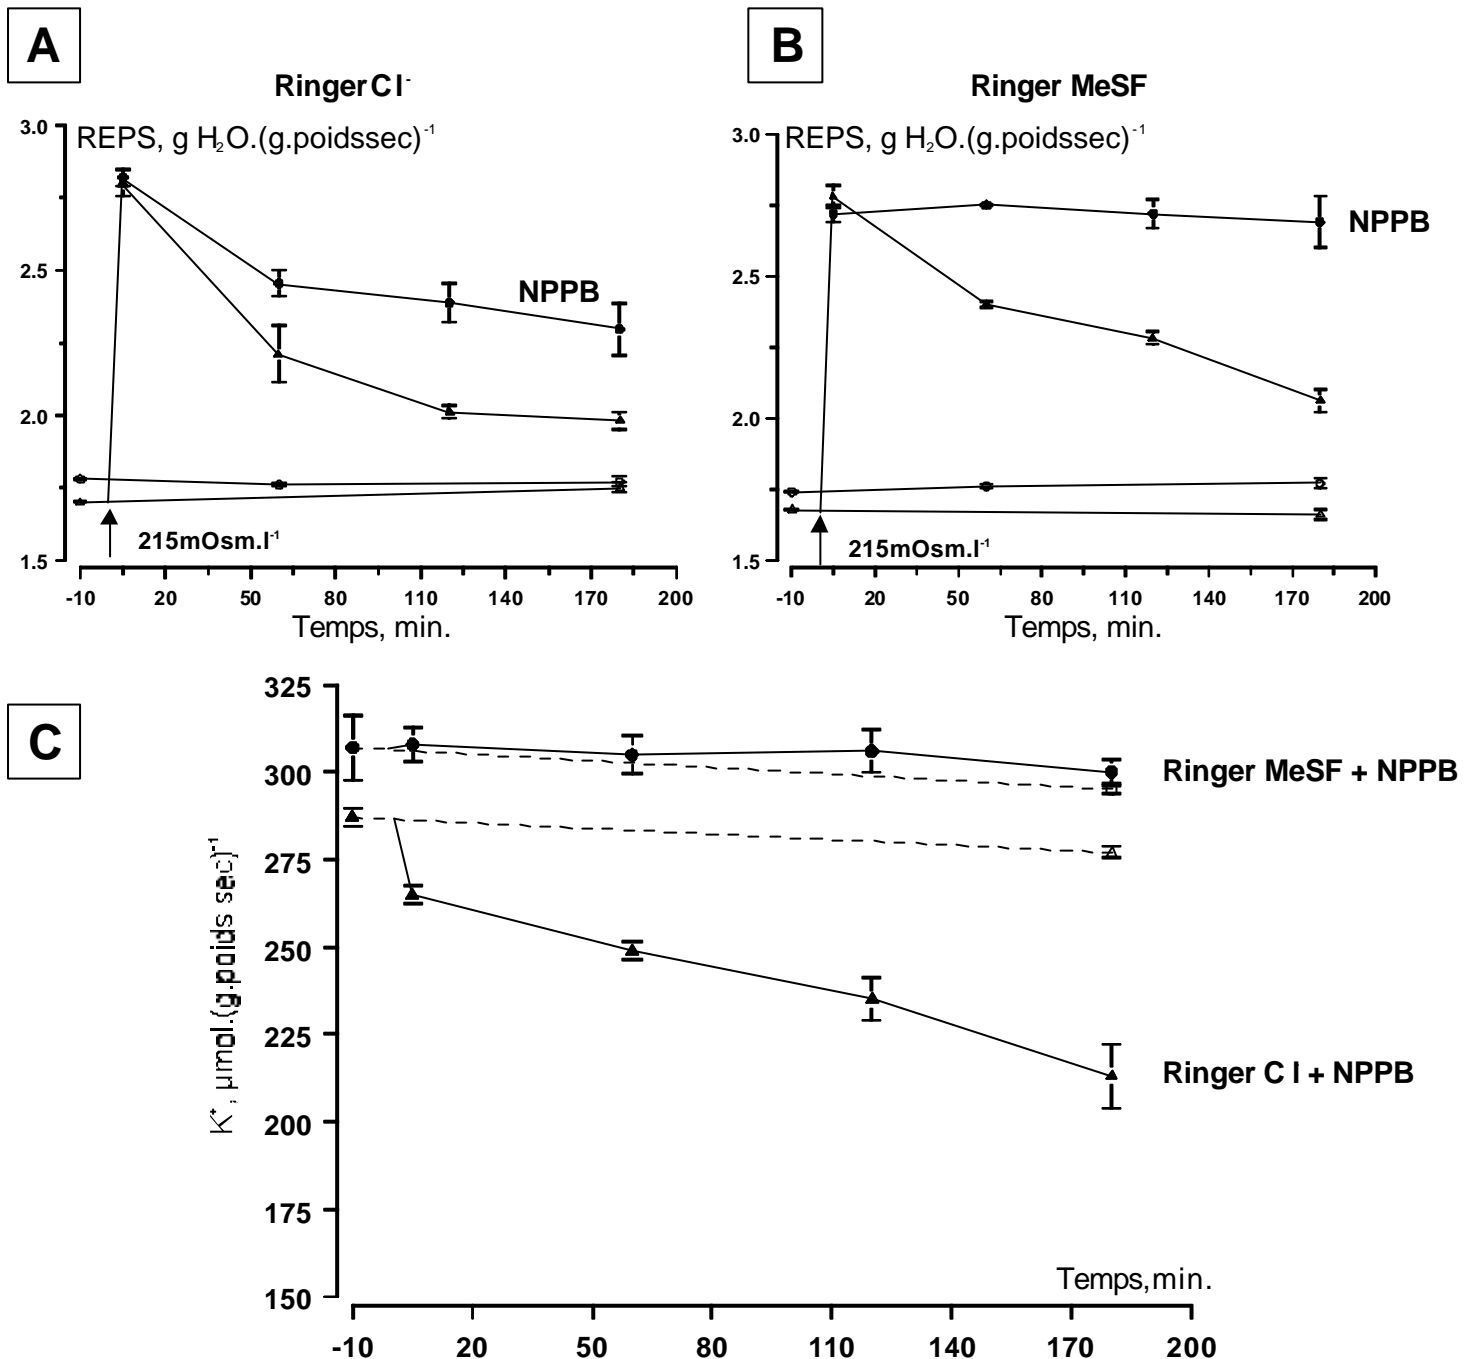 A
Ringer Cl-
REPS, g H2O.(g.poidssec)-1
3.0
2.5
2.0
1.5
NPPB
215mOsm.l-1
-10 20 50 80 110 140 170 200
Temps, min.
B
Ringer MeSF
REPS, g H2O.(g.poidssec)-1
3.0
2.5
2.0
1.5
NPPB
215mOsm.l-1
-10 20 50 80 110 140 170 200
Temps, min.
C
K+, µmol.(g.poids sec)-1
325
300
275
250
225
200
175
150
Ringer MeSF + NPPB
Ringer Cl + NPPB
Temps,min.
-10 20 50 80 110 140 170 200